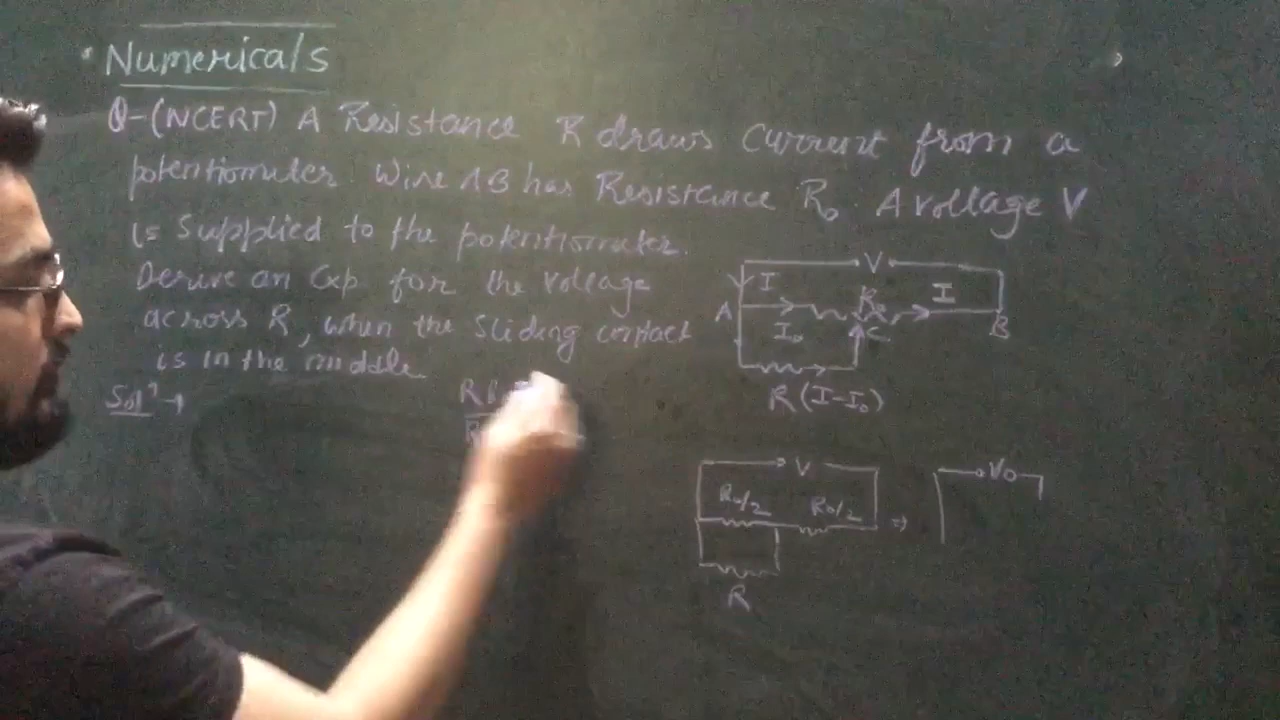 Numericals
Q-(NCERT) A Resistance R draws current from a
potentiometer. Wire AB has Resistance R₀. A voltage V
is supplied to the potentiometer.
Derive an Exp for the voltage
across R, when the sliding contact
is in the middle
Solⁿ →
V
I
A
I₀
I
C
B
R (I-I₀)
V
R₀/2
R₀/2
⇒
R
V